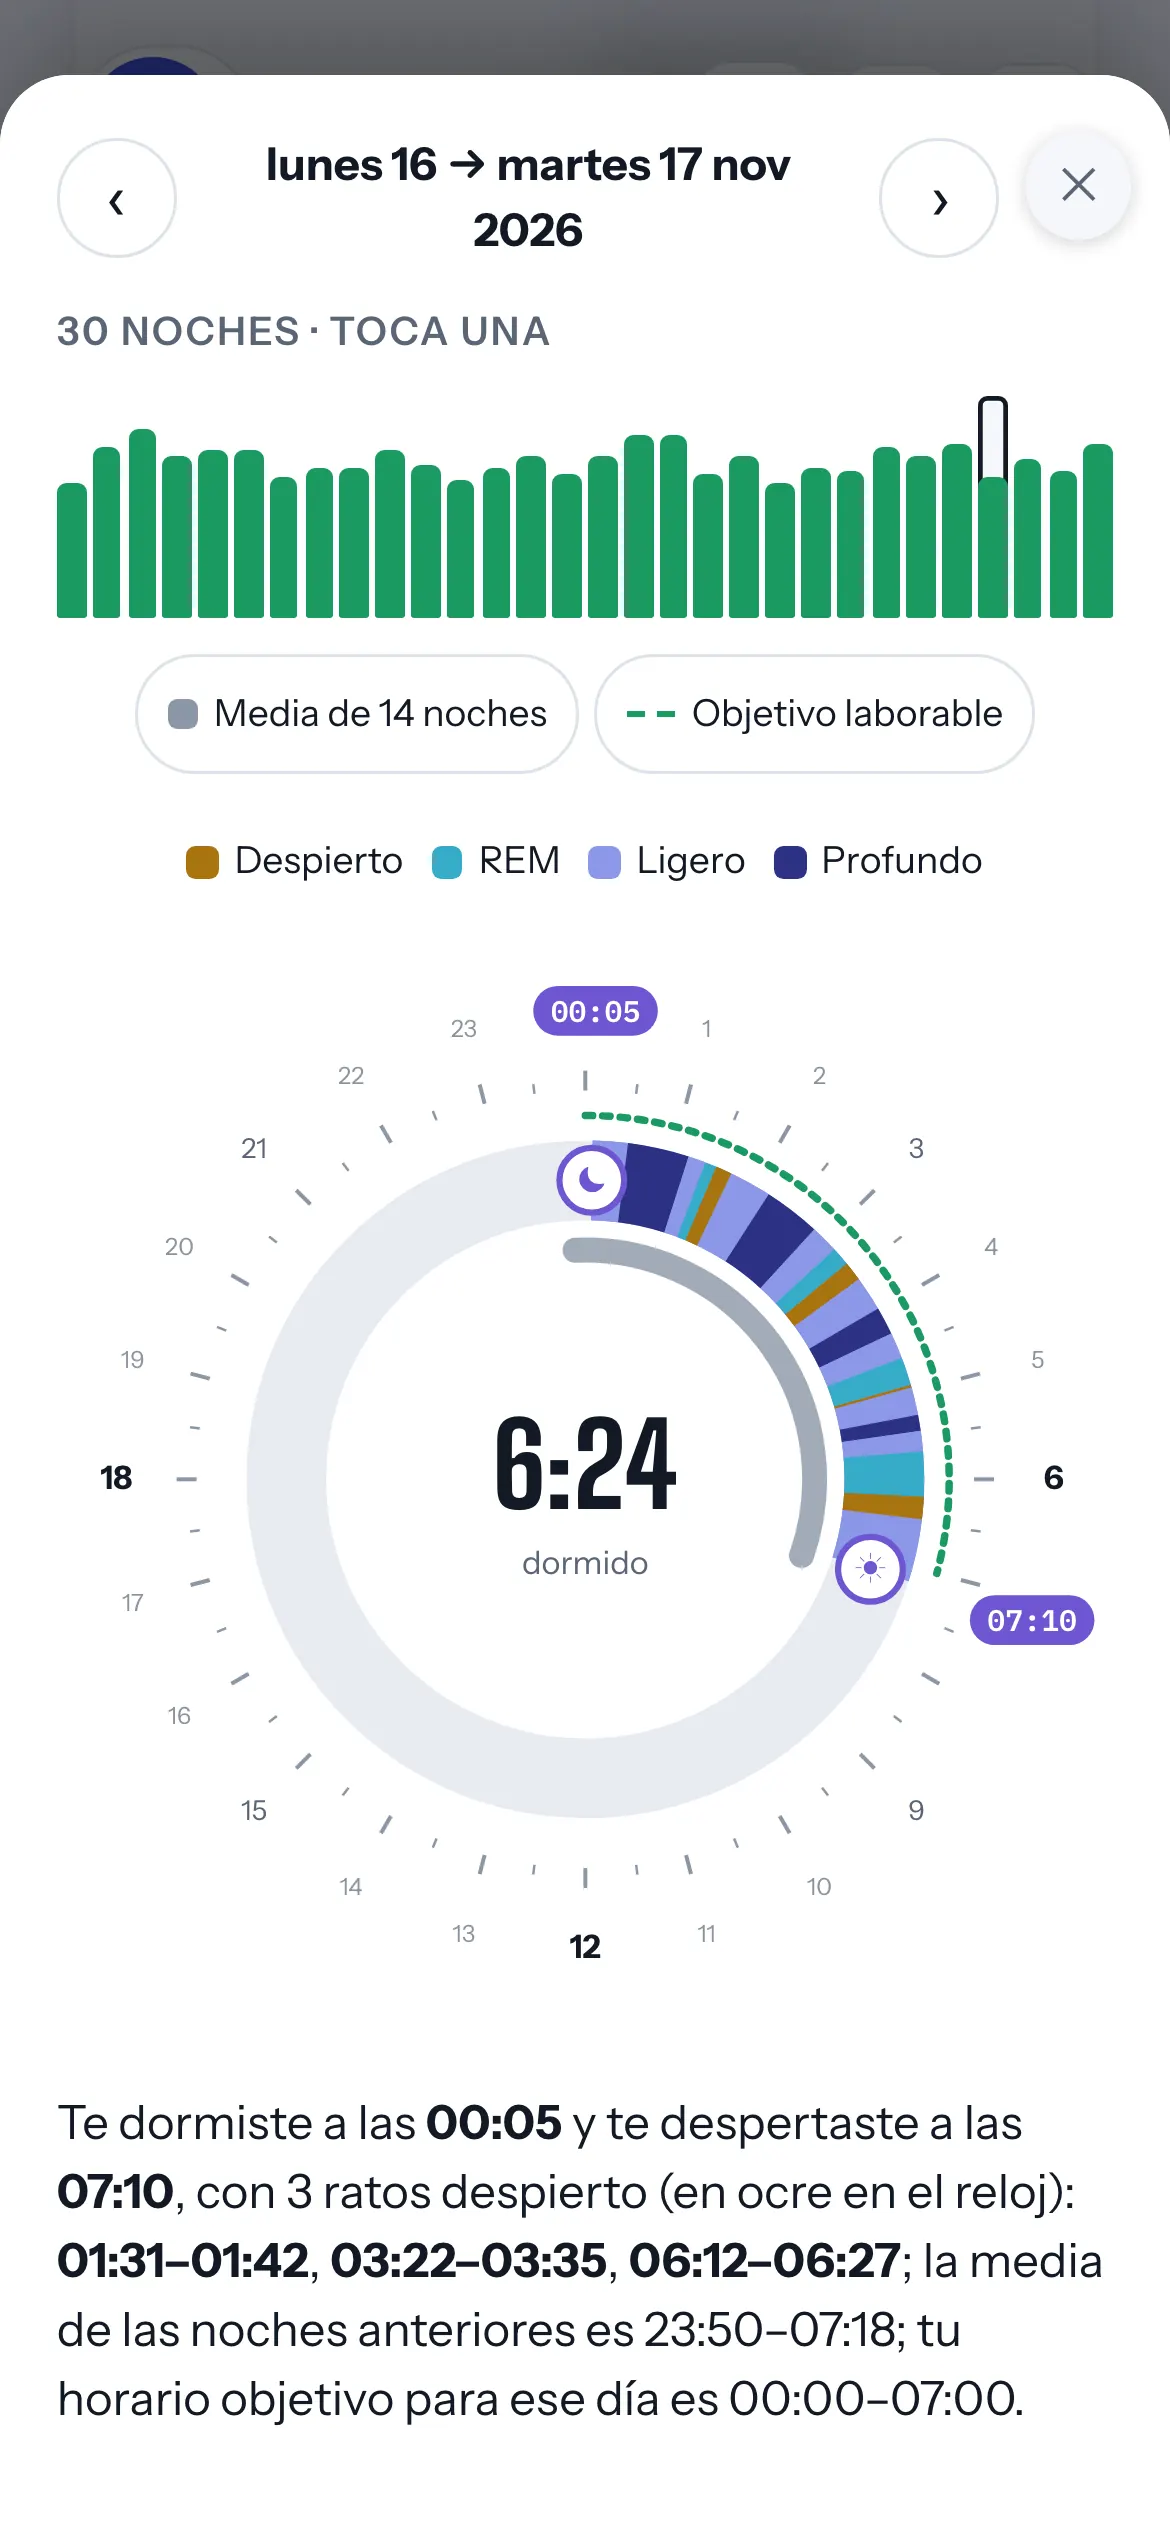 lunes 16 → martes 17 nov
2026
30 NOCHES · TOCA UNA
Media de 14 noches
Objetivo laborable
Despierto
REM
Ligero
Profundo
00:05
1
2
3
4
5
6
07:10
9
10
11
12
13
14
15
16
17
18
19
20
21
22
23
6:24
dormido
Te dormiste a las 00:05 y te despertaste a las
07:10, con 3 ratos despierto (en ocre en el reloj):
01:31–01:42, 03:22–03:35, 06:12–06:27; la media
de las noches anteriores es 23:50–07:18; tu
horario objetivo para ese día es 00:00–07:00.